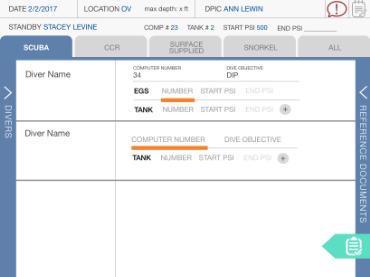 DATE 2/2/2017 LOCATION OV max depth: x ft DPIC ANN LEWIN
STANDBY STACEY LEVINE COMP # 23 TANK # 2 START PSI 500 END PSI
SCUBA CCR SURFACE SUPPLIED SNORKEL ALL
DIVERS
Diver Name
COMPUTER NUMBER DIVE OBJECTIVE
34 DIP
EGS NUMBER START PSI END PSI
TANK NUMBER START PSI END PSI +
Diver Name
COMPUTER NUMBER DIVE OBJECTIVE
TANK NUMBER START PSI END PSI +
REFERENCE DOCUMENTS